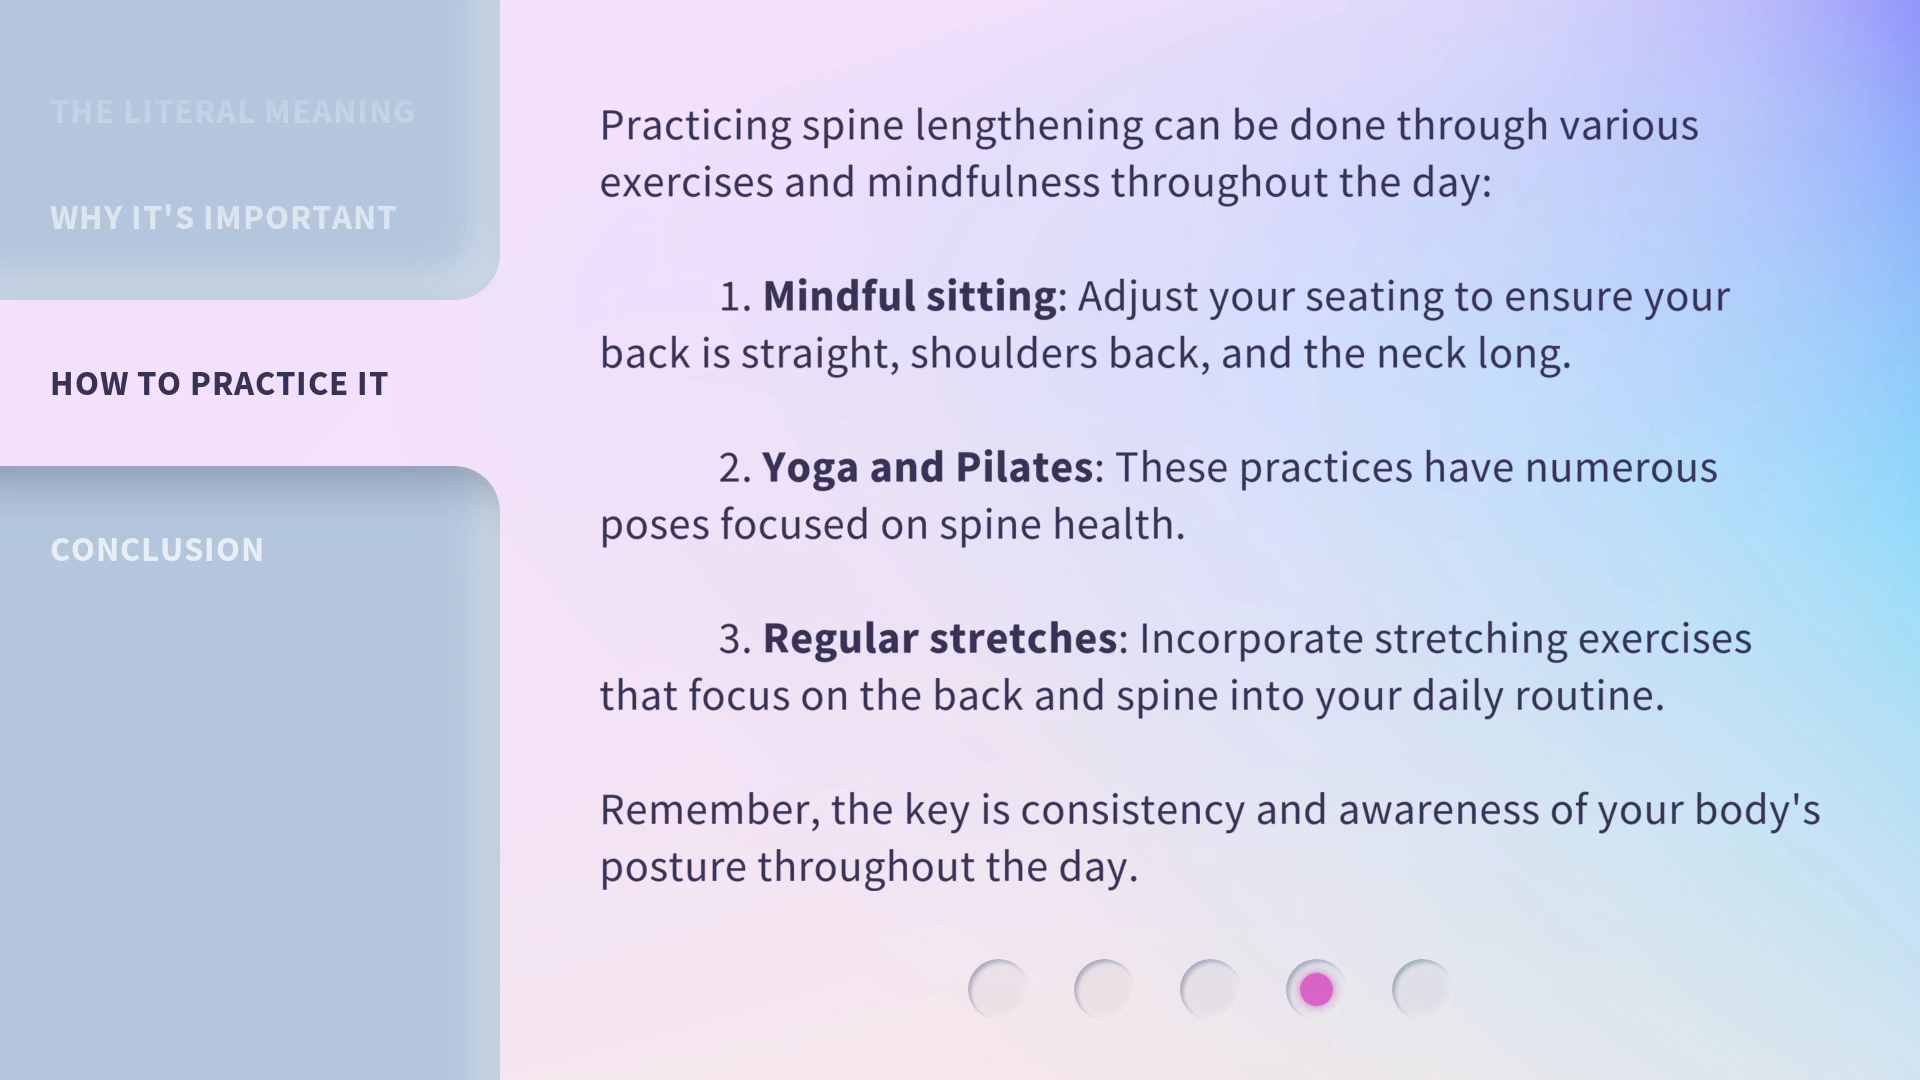 THE LITERAL MEANING
WHY IT'S IMPORTANT
HOW TO PRACTICE IT
CONCLUSION
Practicing spine lengthening can be done through various
exercises and mindfulness throughout the day:
1. Mindful sitting: Adjust your seating to ensure your
back is straight, shoulders back, and the neck long.
2. Yoga and Pilates: These practices have numerous
poses focused on spine health.
3. Regular stretches: Incorporate stretching exercises
that focus on the back and spine into your daily routine.
Remember, the key is consistency and awareness of your body's
posture throughout the day.